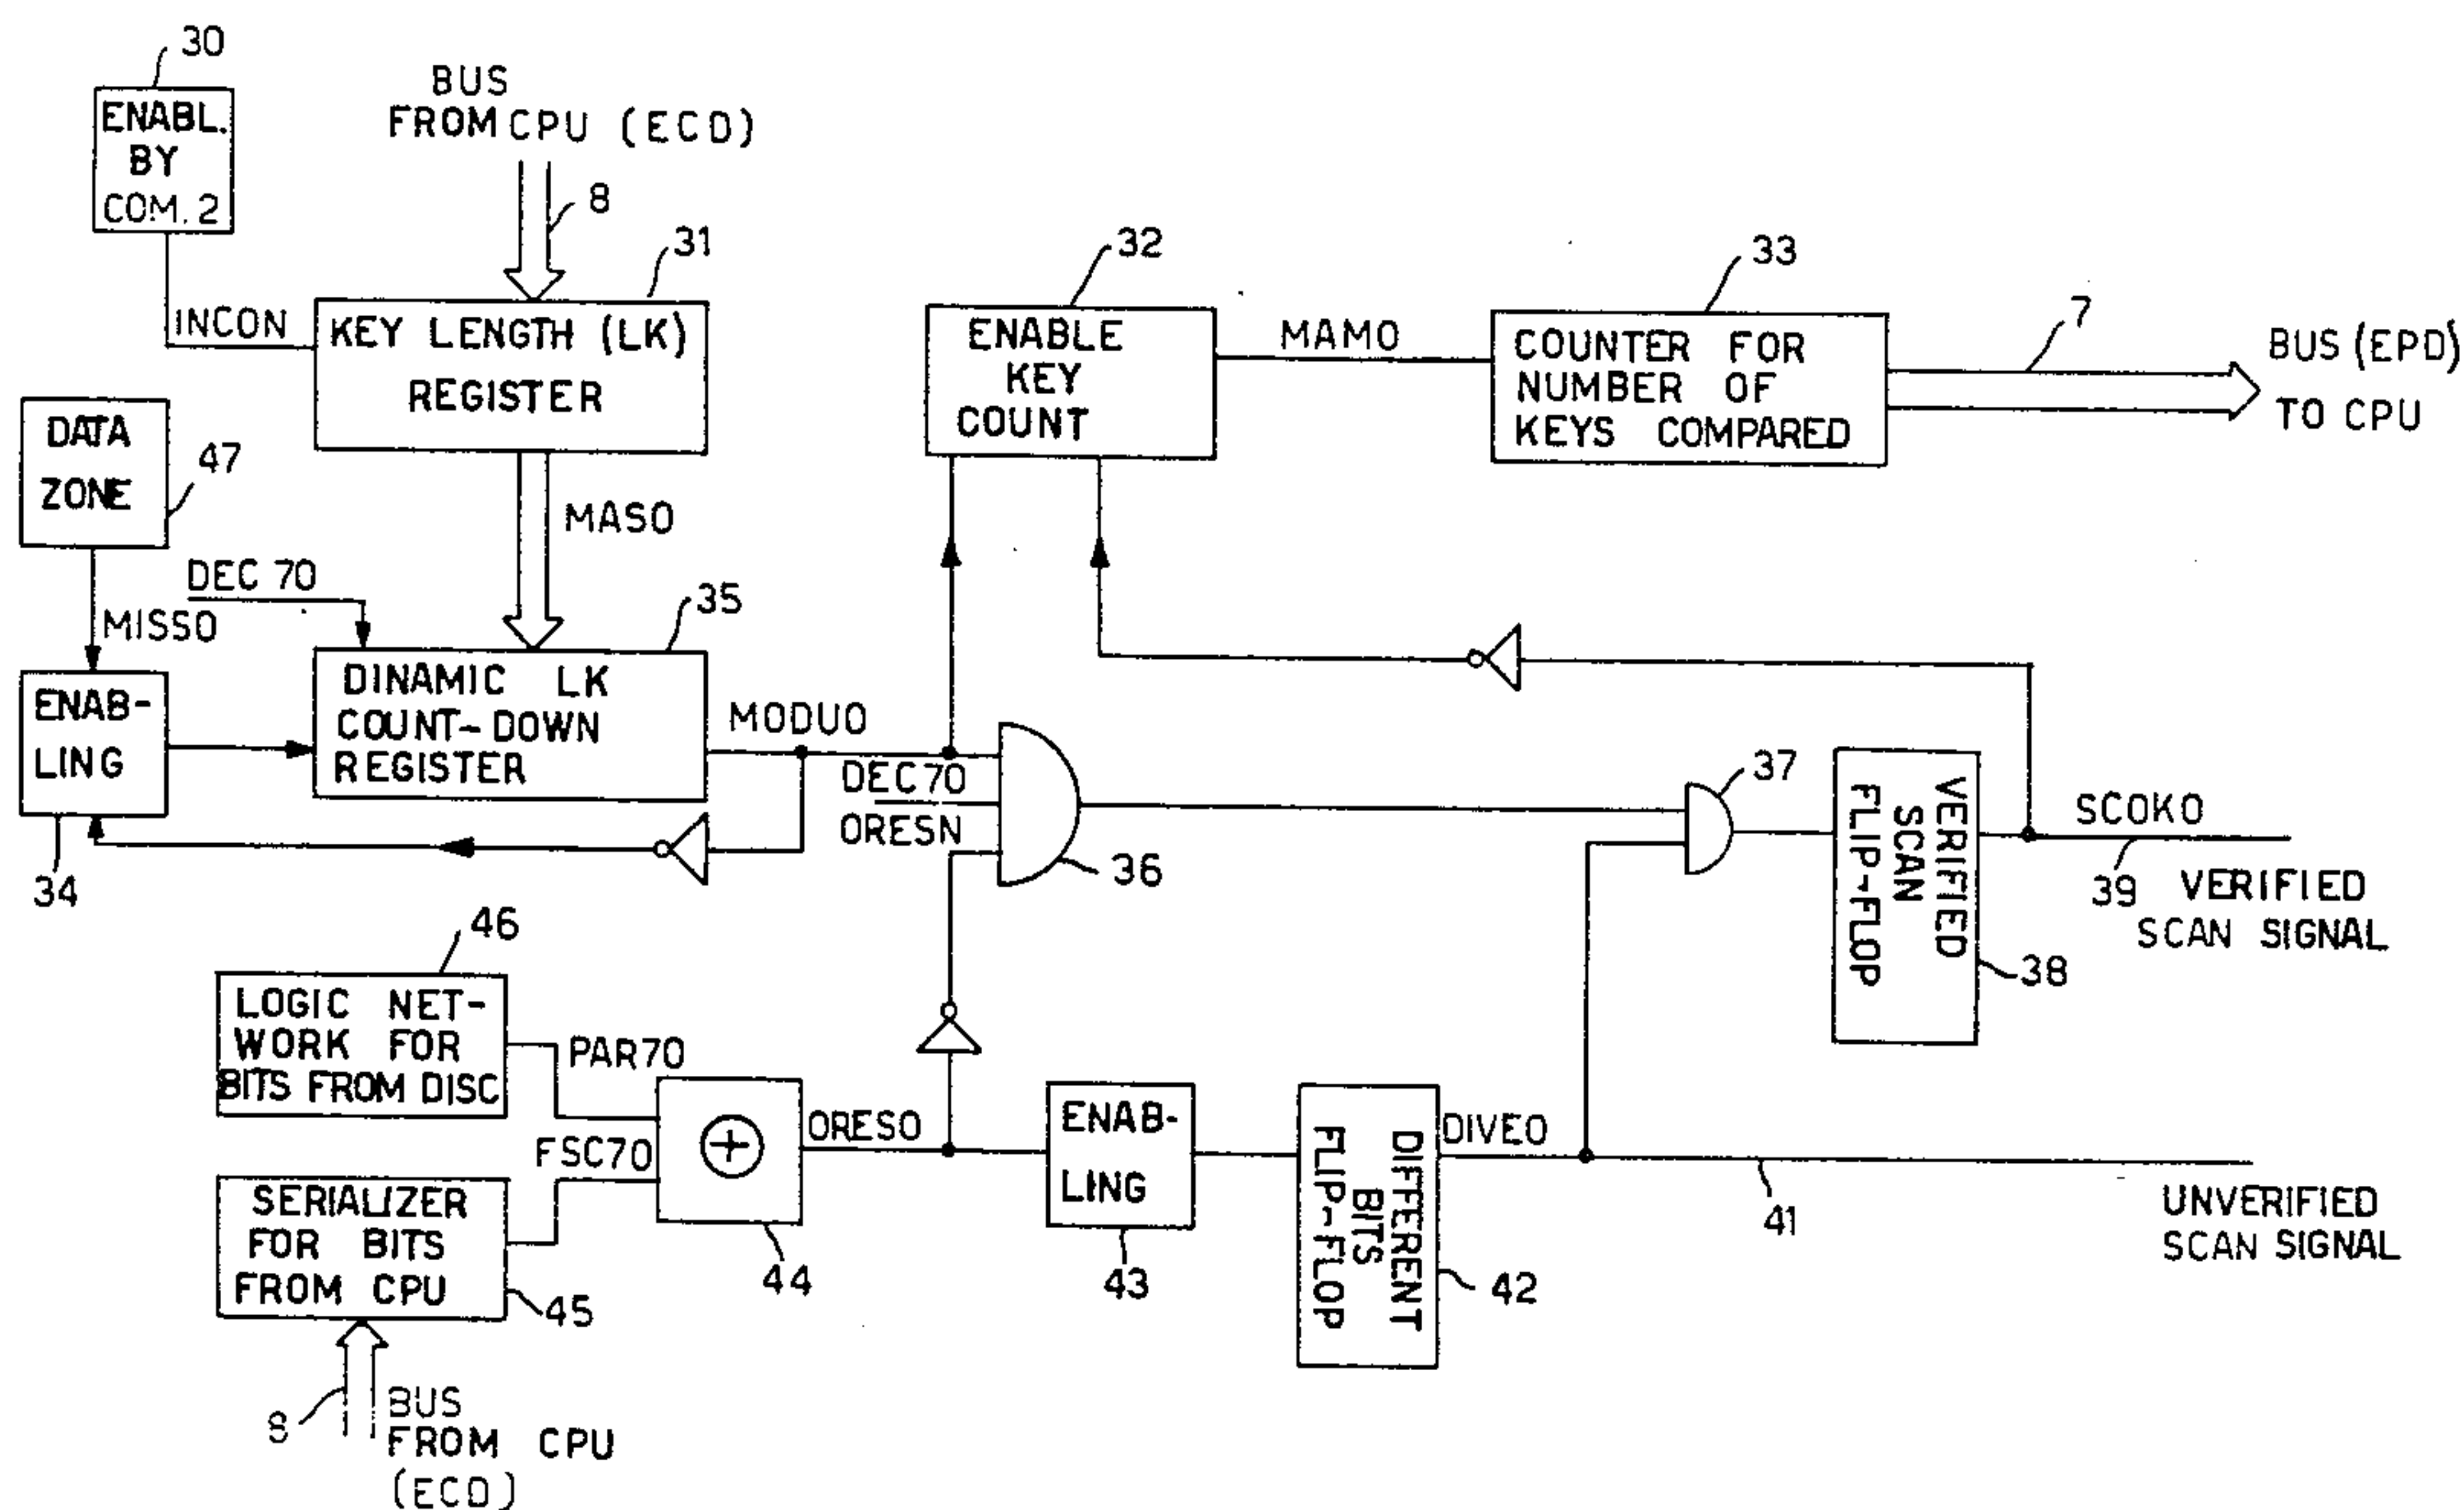 30
ENABL.
BY
COM. 2
BUS
FROM CPU (ECD)
8
31
INCON
KEY LENGTH (LK)
REGISTER
32
ENABLE
KEY
COUNT
MAMO
33
COUNTER FOR
NUMBER OF
KEYS COMPARED
7
BUS (EPD)
TO CPU
DATA
ZONE
47
MASO
DEC 70
MISSO
35
ENAB-
LING
34
DINAMIC LK
COUNT-DOWN
REGISTER
MODUO
DEC70
ORESN
36
37
VERIFIED
SCAN
FLIP-FLOP
38
SCOKO
39 VERIFIED
SCAN SIGNAL
46
LOGIC NET-
WORK FOR
BITS FROM DISC
PAR70
FSC70
SERIALIZER
FOR BITS
FROM CPU
45
44
ORESO
ENAB-
LING
43
DIFFERENT
BITS
FLIP-FLOP
42
DIVEO
41
UNVERIFIED
SCAN SIGNAL
8
BUS
FROM CPU
(ECD)